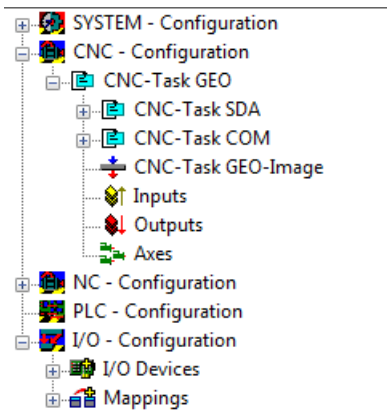 SYSTEM - Configuration
CNC - Configuration
CNC-Task GEO
CNC-Task SDA
CNC-Task COM
CNC-Task GEO-Image
Inputs
Outputs
Axes
NC - Configuration
PLC - Configuration
I/O - Configuration
I/O Devices
Mappings